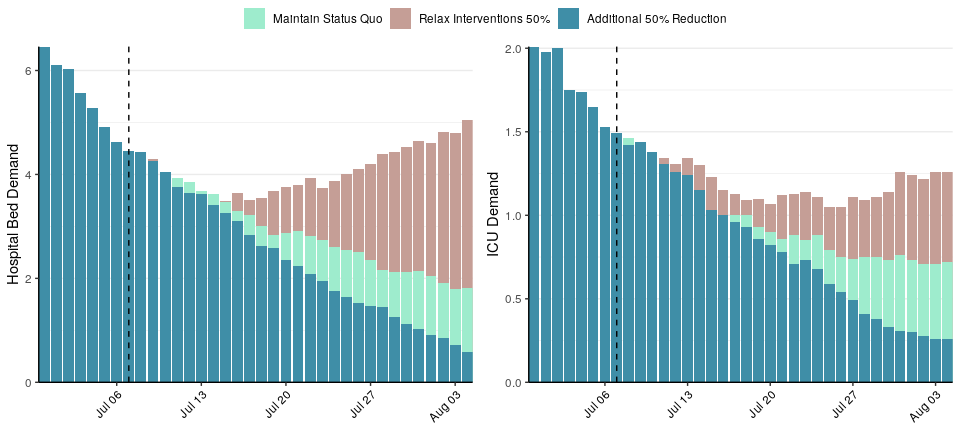 Maintain Status Quo Relax Interventions 50% Additional 50% Reduction
Hospital Bed Demand
6
4
2
0
Jul 06 Jul 13 Jul 20 Jul 27 Aug 03
ICU Demand
2.0
1.5
1.0
0.5
0.0
Jul 06 Jul 13 Jul 20 Jul 27 Aug 03